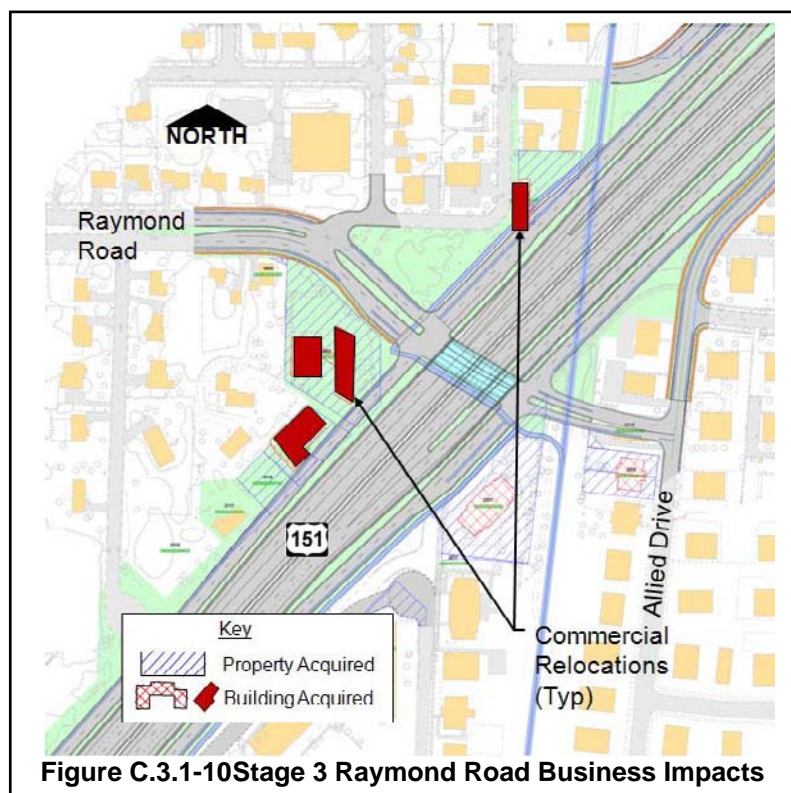 NORTH
Raymond
Road
151
Allied Drive
Key
Property Acquired
Building Acquired
Commercial
Relocations
(Typ)
Figure C.3.1-10Stage 3 Raymond Road Business Impacts